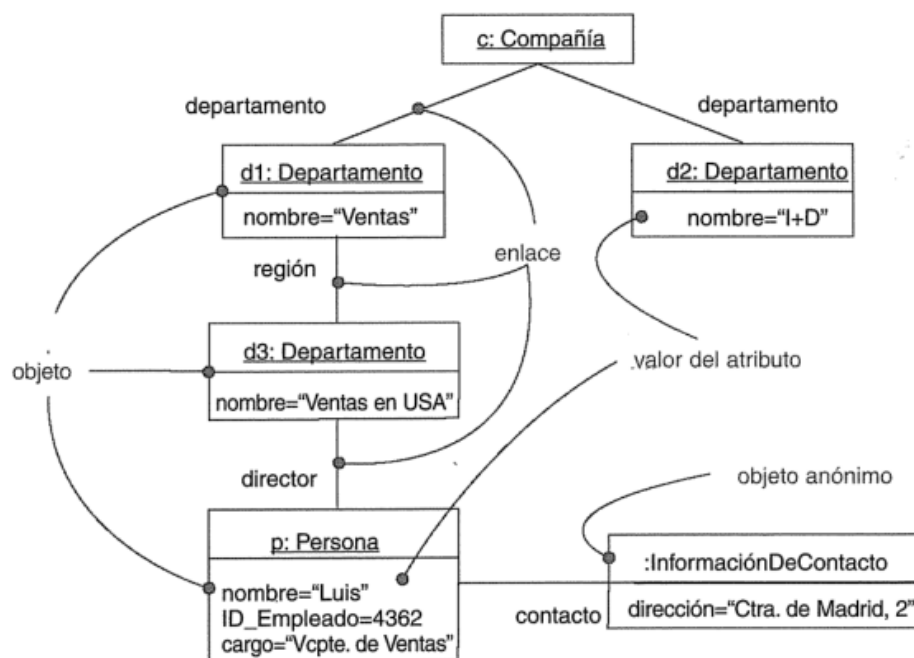 c: Compañía
departamento
departamento
d1: Departamento
nombre="Ventas"
d2: Departamento
nombre="I+D"
enlace
región
d3: Departamento
nombre="Ventas en USA"
objeto
valor del atributo
director
objeto anónimo
p: Persona
nombre="Luis"
ID_Empleado=4362
cargo="Vcpte. de Ventas"
contacto
:InformaciónDeContacto
dirección="Ctra. de Madrid, 2"